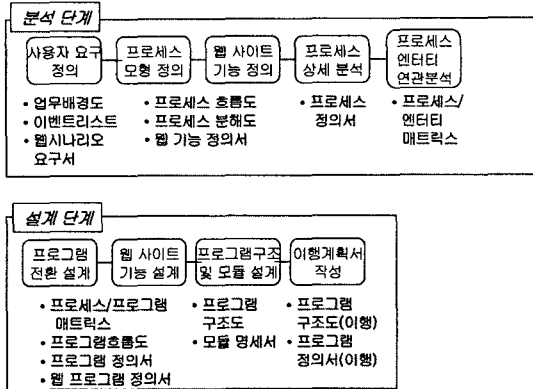 분석 단계
사용자 요구
정의
프로세스
모형 정의
웹 사이트
기능 정의
프로세스
상세 분석
프로세스
엔터티
연관분석
• 업무배경도
• 이벤트리스트
• 웹시나리오
요구서
• 프로세스 흐름도
• 프로세스 분해도
• 웹 기능 정의서
• 프로세스
정의서
• 프로세스/
엔터티
매트릭스
설계 단계
프로그램
전환 설계
웹 사이트
기능 설계
프로그램구조
및 모듈 설계
이행계획서
작성
• 프로세스/프로그램
매트릭스
• 프로그램흐름도
• 프로그램 정의서
• 웹 프로그램 정의서
• 프로그램
구조도
• 모듈 명세서
• 프로그램
구조도(이행)
• 프로그램
정의서(이행)